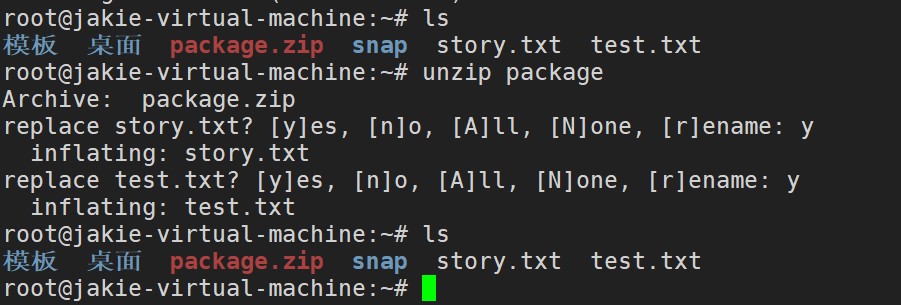 root@jakie-virtual-machine:~# ls
模板 桌面 package.zip snap story.txt test.txt
root@jakie-virtual-machine:~# unzip package
Archive:  package.zip
replace story.txt? [y]es, [n]o, [A]ll, [N]one, [r]ename: y
  inflating: story.txt
replace test.txt? [y]es, [n]o, [A]ll, [N]one, [r]ename: y
  inflating: test.txt
root@jakie-virtual-machine:~# ls
模板 桌面 package.zip snap story.txt test.txt
root@jakie-virtual-machine:~#